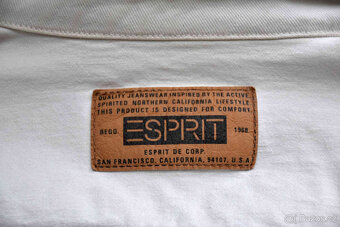 QUALITY JEANSWEAR INSPIRED BY THE ACTIVE
SPIRITED NORTHERN CALIFORNIA LIFESTYLE
THIS PRODUCT IS DESIGNED FOR COMFORT
REGD. ESPRIT 1968
ESPRIT DE CORP.
SAN FRANCISCO, CALIFORNIA, 94107, U.S.A.